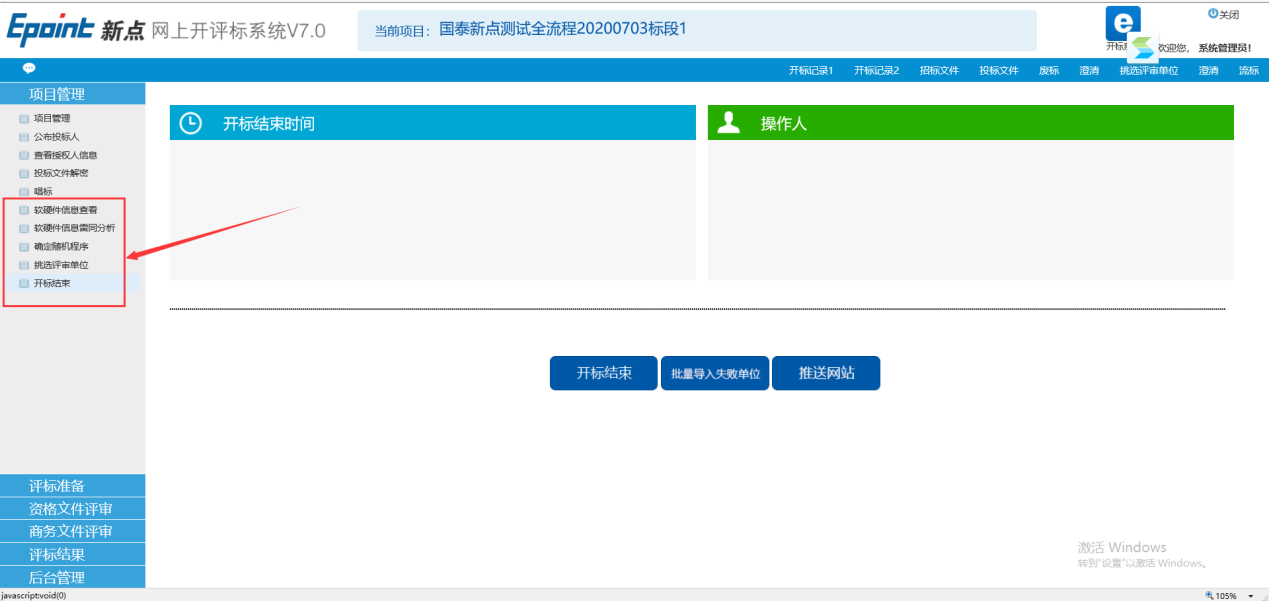 Epoint 新点 网上开评标系统V7.0
当前项目：国泰新点测试全流程20200703标段1
关闭
欢迎您, 系统管理员!
开标记录1 开标记录2 招标文件 投标文件 废标 澄清 挑选评审单位 澄清 流标
项目管理
项目管理
公布投标人
查看授权人信息
投标文件解密
唱标
软硬件信息查看
软硬件信息雷同分析
确定随机程序
挑选评审单位
开标结束
开标结束时间
操作人
开标结束 批量导入失败单位 推送网站
评标准备
资格文件评审
商务文件评审
评标结果
后台管理
激活 Windows
转到"设置"以激活 Windows。
javascript:void(0)
105%